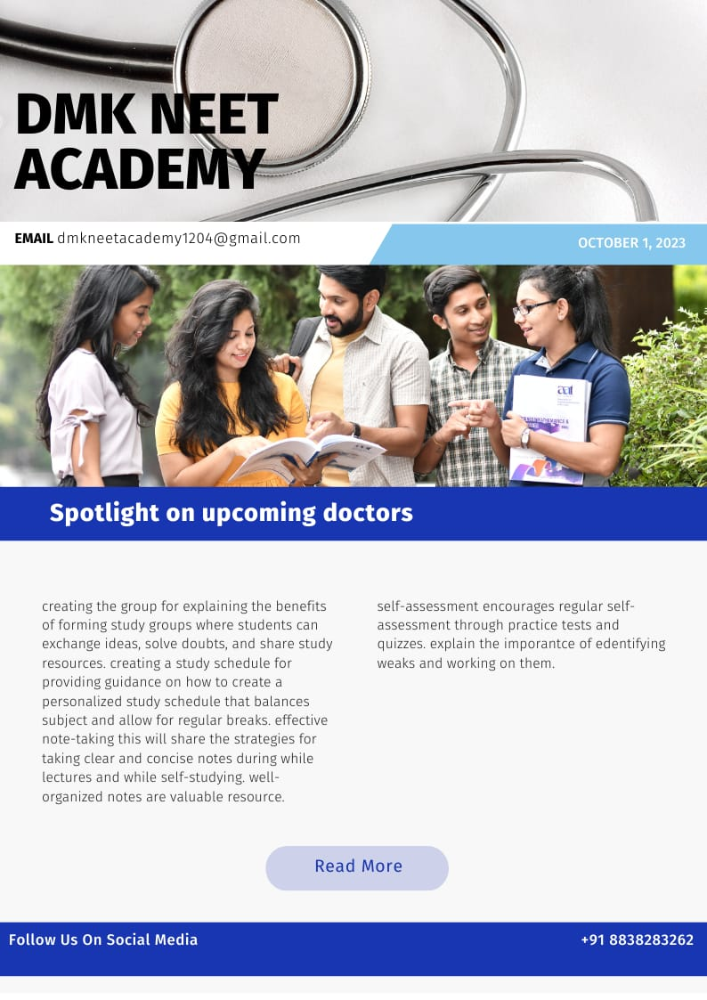 DMK NEET
ACADEMY
EMAIL dmkneetacademy1204@gmail.com
OCTOBER 1, 2023
Spotlight on upcoming doctors
creating the group for explaining the benefits
of forming study groups where students can
exchange ideas, solve doubts, and share study
resources. creating a study schedule for
providing guidance on how to create a
personalized study schedule that balances
subject and allow for regular breaks. effective
note-taking this will share the strategies for
taking clear and concise notes during while
lectures and while self-studying. well-
organized notes are valuable resource.
self-assessment encourages regular self-
assessment through practice tests and
quizzes. explain the imporantce of edentifying
weaks and working on them.
Read More
Follow Us On Social Media
+91 8838283262